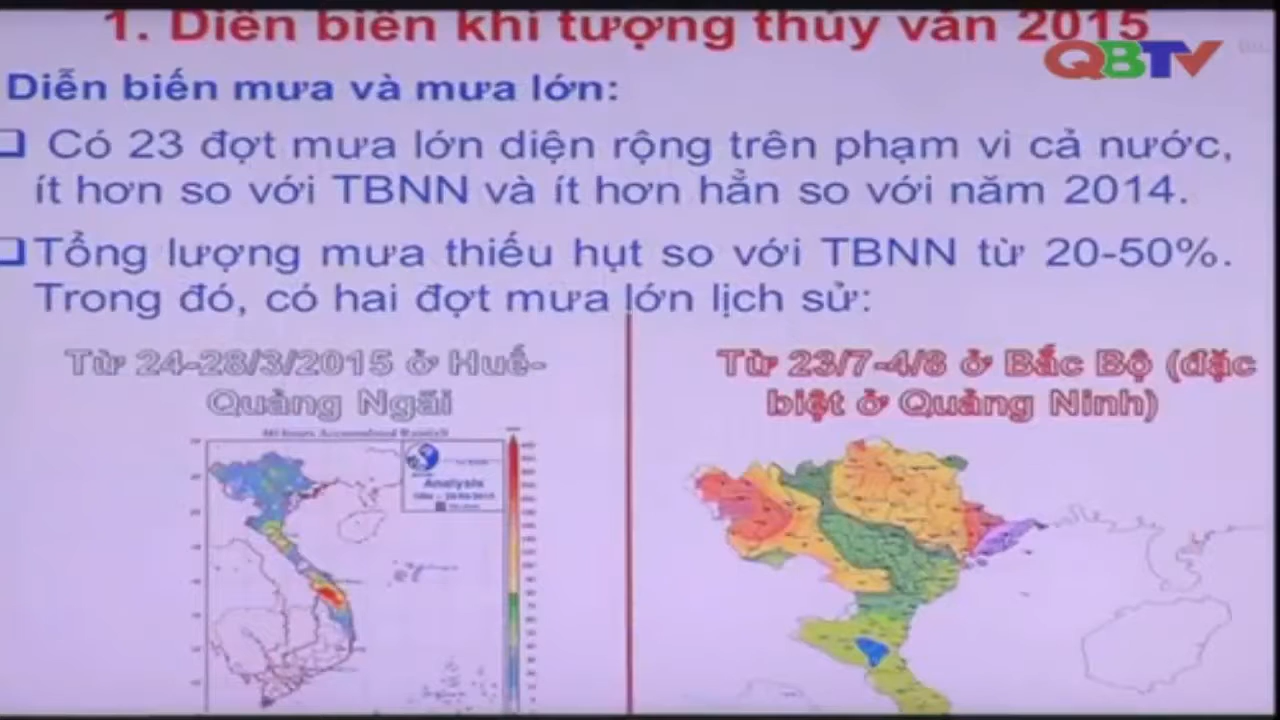 1. Diễn biến khí tượng thủy văn 2015
QBTV
Diễn biến mưa và mưa lớn:
Có 23 đợt mưa lớn diện rộng trên phạm vi cả nước,
ít hơn so với TBNN và ít hơn hẳn so với năm 2014.
Tổng lượng mưa thiếu hụt so với TBNN từ 20-50%.
Trong đó, có hai đợt mưa lớn lịch sử:
Từ 24-28/3/2015 ở Huế-
Quảng Ngãi
Từ 23/7-4/8 ở Bắc Bộ (đặc
biệt ở Quảng Ninh)
Accumulated Rainfall
Analysis